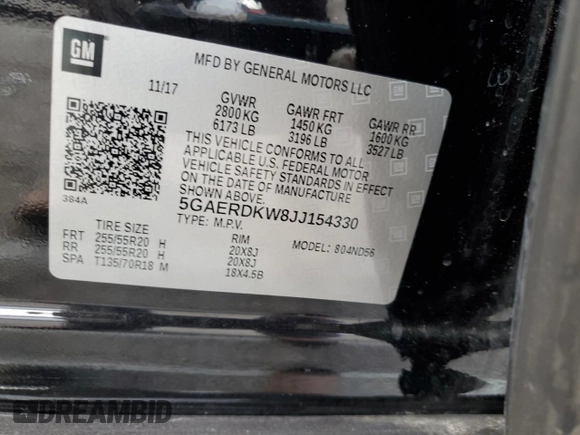 GM
MFD BY GENERAL MOTORS LLC
11/17
GVWR GAWR FRT GAWR RR
2800 KG 1450 KG 1600 KG
6173 LB 3196 LB 3527 LB
THIS VEHICLE CONFORMS TO ALL
APPLICABLE U.S. FEDERAL MOTOR
VEHICLE SAFETY STANDARDS IN EFFECT
ON THE DATE OF MANUFACTURE
SHOWN ABOVE.
384A
5GAERDKW8JJ154330
TYPE: M.P.V. MODEL: 804ND56
TIRE SIZE RIM
FRT 255/55R20 H 20X8J
RR 255/55R20 H 20X8J
SPA T135/70R18 M 18X4.5B
DREAMBID